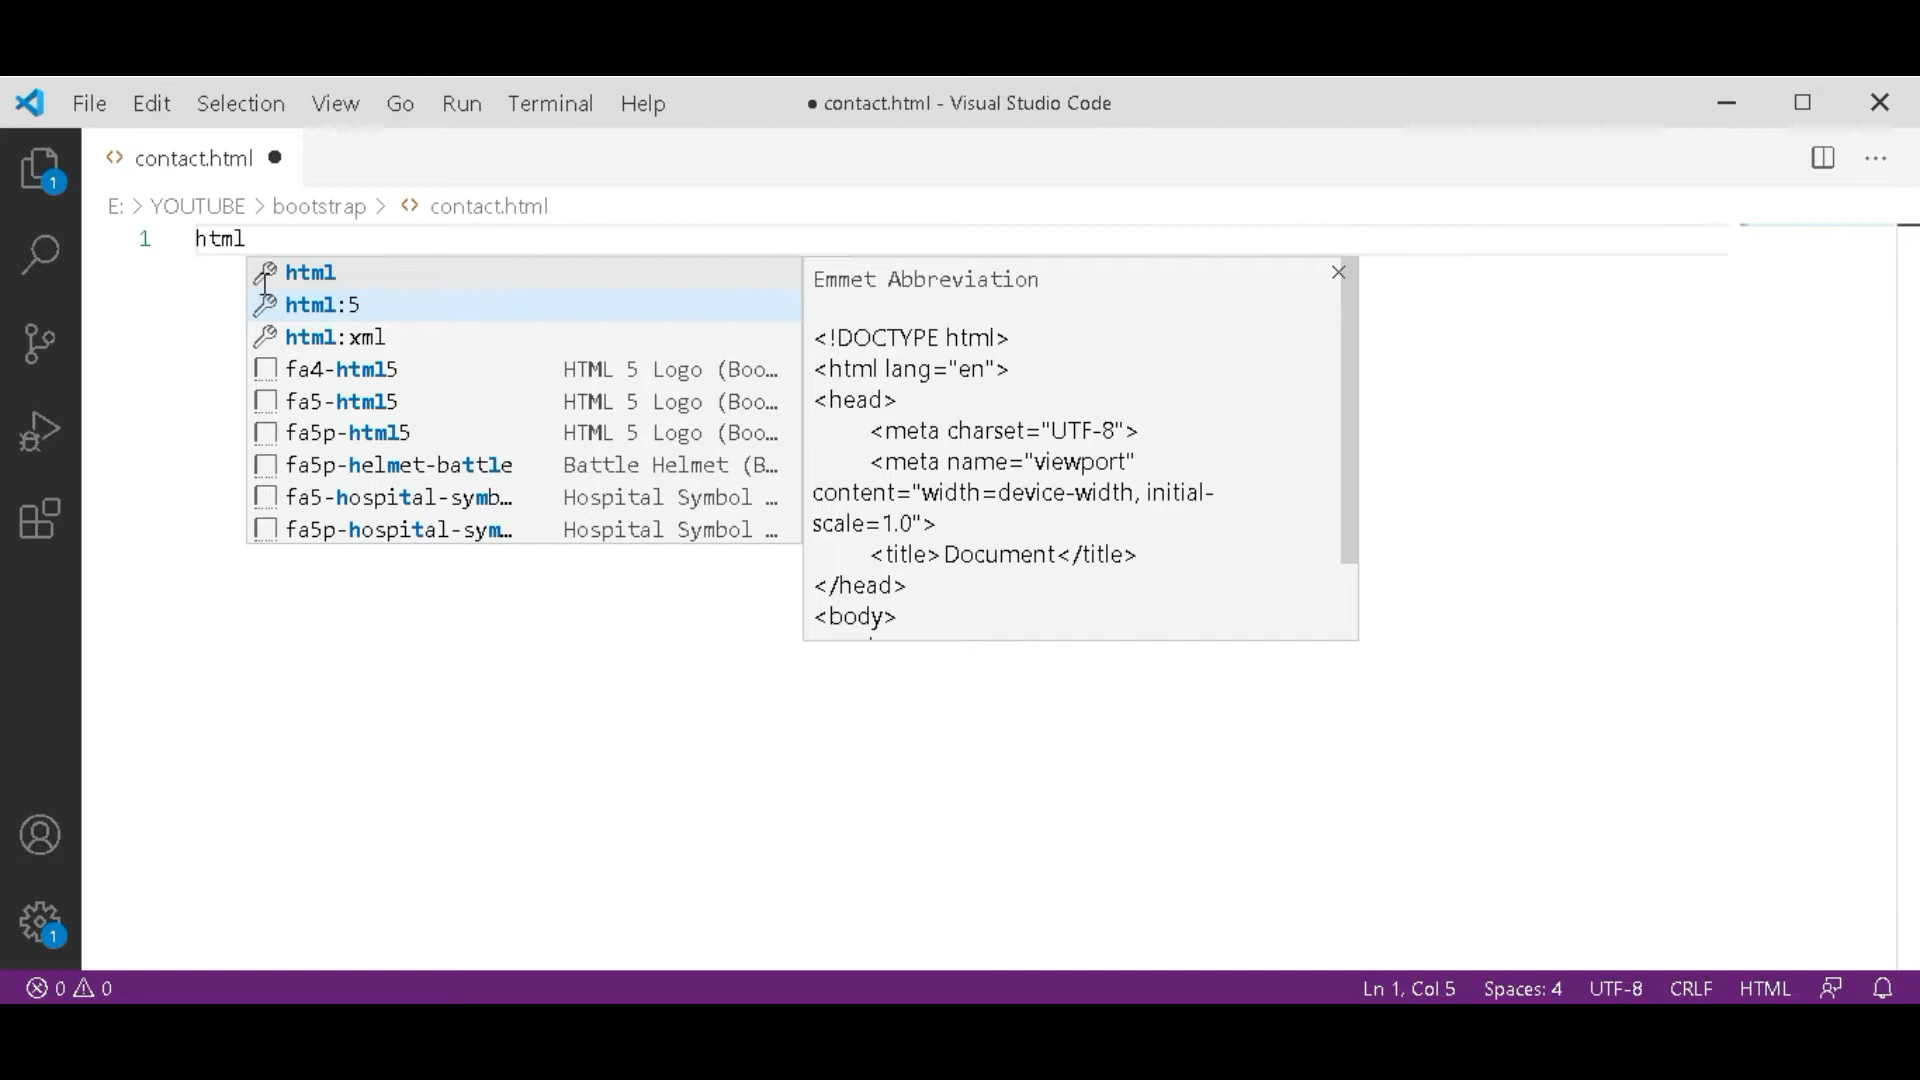 File Edit Selection View Go Run Terminal Help ● contact.html - Visual Studio Code
1
contact.html ●
E: > YOUTUBE > bootstrap > contact.html
1 html
html
html:5
html:xml
fa4-html5 HTML 5 Logo (Boo…
fa5-html5 HTML 5 Logo (Boo…
fa5p-html5 HTML 5 Logo (Boo…
fa5p-helmet-battle Battle Helmet (B…
fa5-hospital-symb… Hospital Symbol …
fa5p-hospital-sym… Hospital Symbol …
Emmet Abbreviation
<!DOCTYPE html>
<html lang="en">
<head>
<meta charset="UTF-8">
<meta name="viewport"
content="width=device-width, initial-
scale=1.0">
<title>Document</title>
</head>
<body>
1
0 0 Ln 1, Col 5 Spaces: 4 UTF-8 CRLF HTML